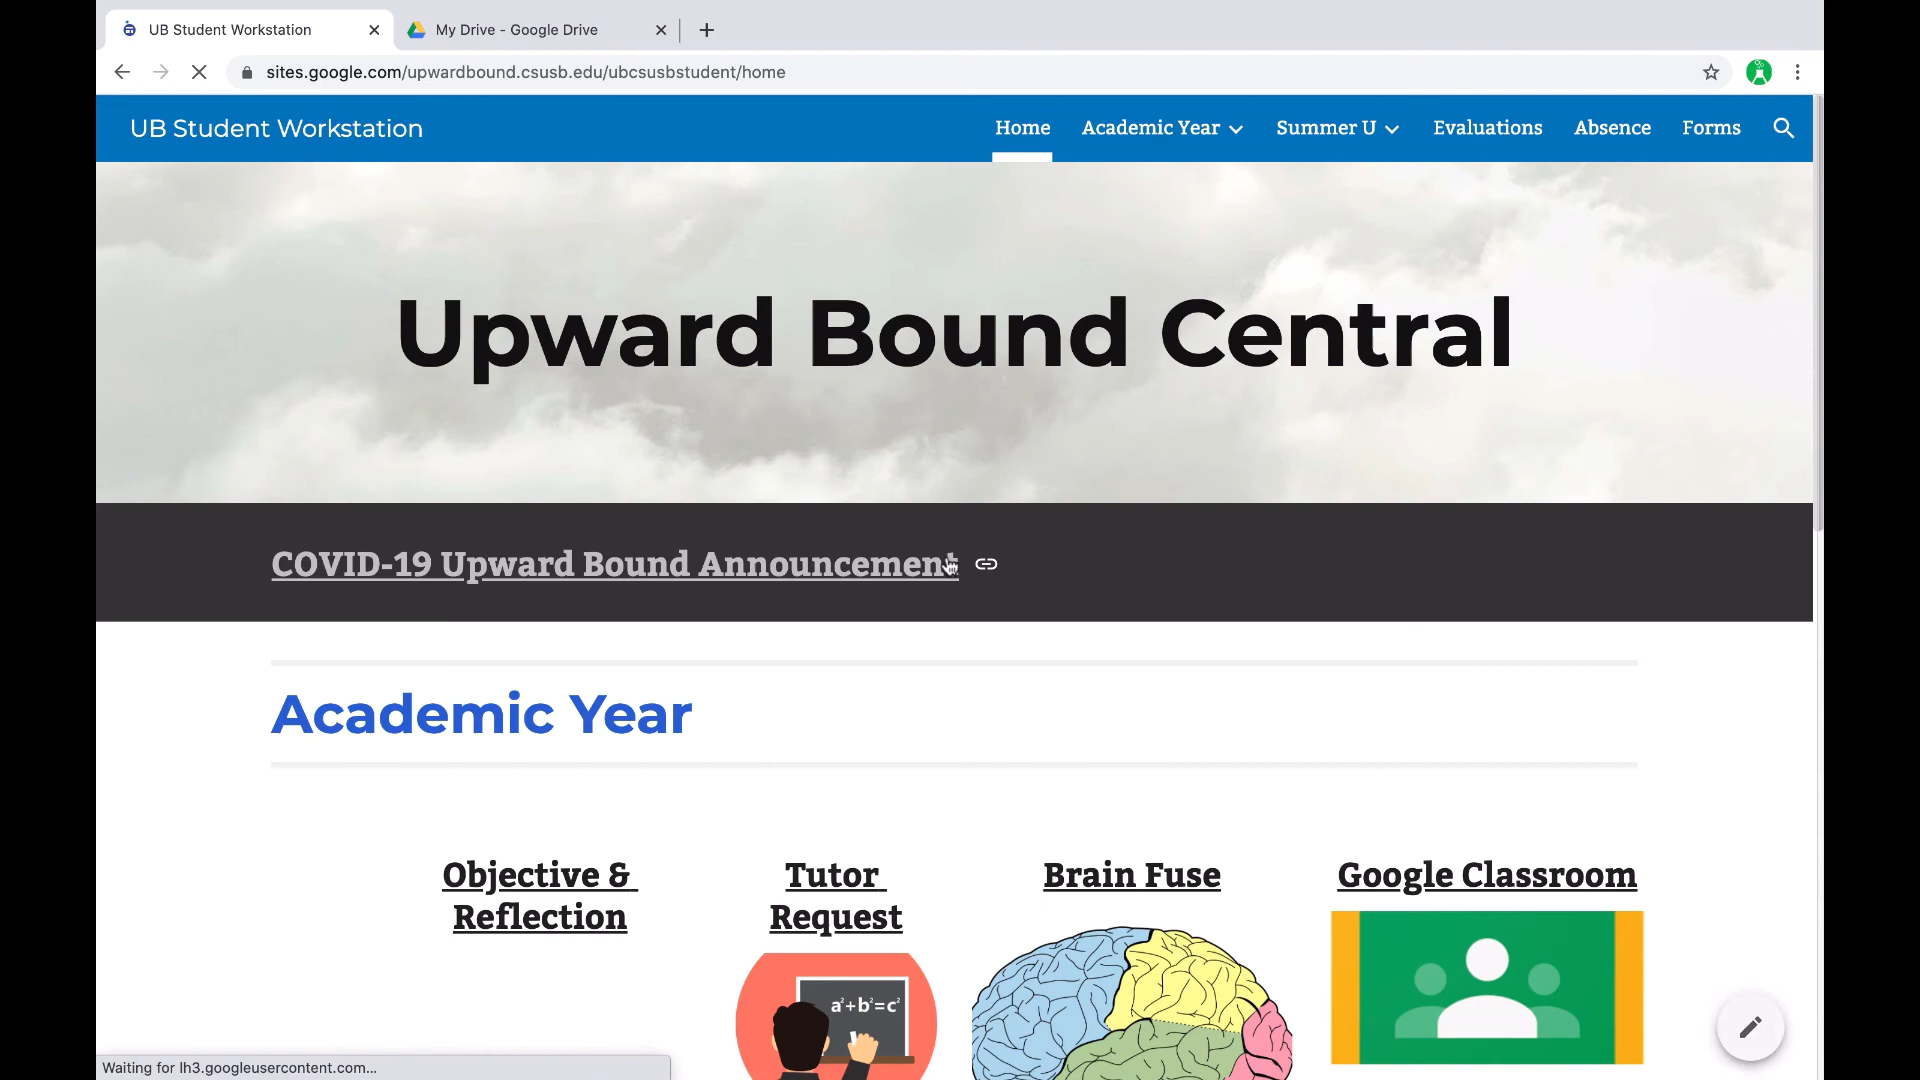 UB Student Workstation
My Drive - Google Drive
sites.google.com/upwardbound.csusb.edu/ubcsusbstudent/home
UB Student Workstation
Home
Academic Year
Summer U
Evaluations
Absence
Forms
Upward Bound Central
COVID-19 Upward Bound Announcement
Academic Year
Objective &
Reflection
Tutor
Request
Brain Fuse
Google Classroom
a²+b²=c²
Waiting for lh3.googleusercontent.com...